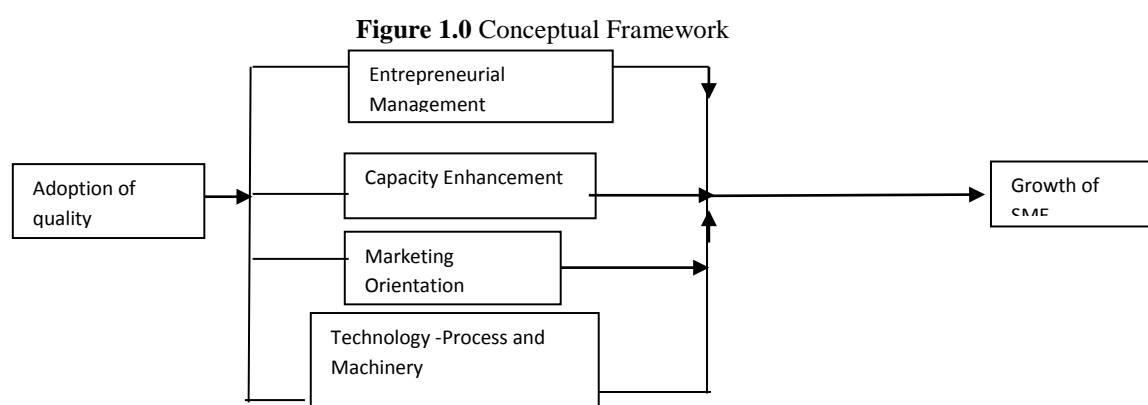 Figure 1.0 Conceptual Framework
Entrepreneurial
Management
Adoption of
quality
Capacity Enhancement
Marketing
Orientation
Technology -Process and
Machinery
Growth of
SME